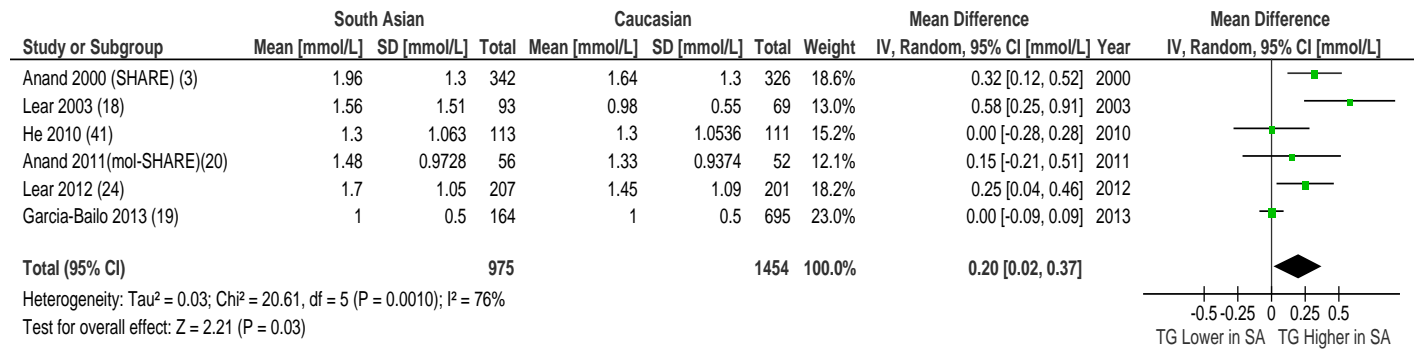 South Asian Caucasian Mean Difference Mean Difference
Study or Subgroup Mean [mmol/L] SD [mmol/L] Total Mean [mmol/L] SD [mmol/L] Total Weight IV, Random, 95% CI [mmol/L] Year IV, Random, 95% CI [mmol/L]
Anand 2000 (SHARE) (3) 1.96 1.3 342 1.64 1.3 326 18.6% 0.32 [0.12, 0.52] 2000
Lear 2003 (18) 1.56 1.51 93 0.98 0.55 69 13.0% 0.58 [0.25, 0.91] 2003
He 2010 (41) 1.3 1.063 113 1.3 1.0536 111 15.2% 0.00 [-0.28, 0.28] 2010
Anand 2011(mol-SHARE)(20) 1.48 0.9728 56 1.33 0.9374 52 12.1% 0.15 [-0.21, 0.51] 2011
Lear 2012 (24) 1.7 1.05 207 1.45 1.09 201 18.2% 0.25 [0.04, 0.46] 2012
Garcia-Bailo 2013 (19) 1 0.5 164 1 0.5 695 23.0% 0.00 [-0.09, 0.09] 2013
Total (95% CI) 975 1454 100.0% 0.20 [0.02, 0.37]
Heterogeneity: Tau² = 0.03; Chi² = 20.61, df = 5 (P = 0.0010); I² = 76%
Test for overall effect: Z = 2.21 (P = 0.03)
-0.5 -0.25 0 0.25 0.5
TG Lower in SA TG Higher in SA